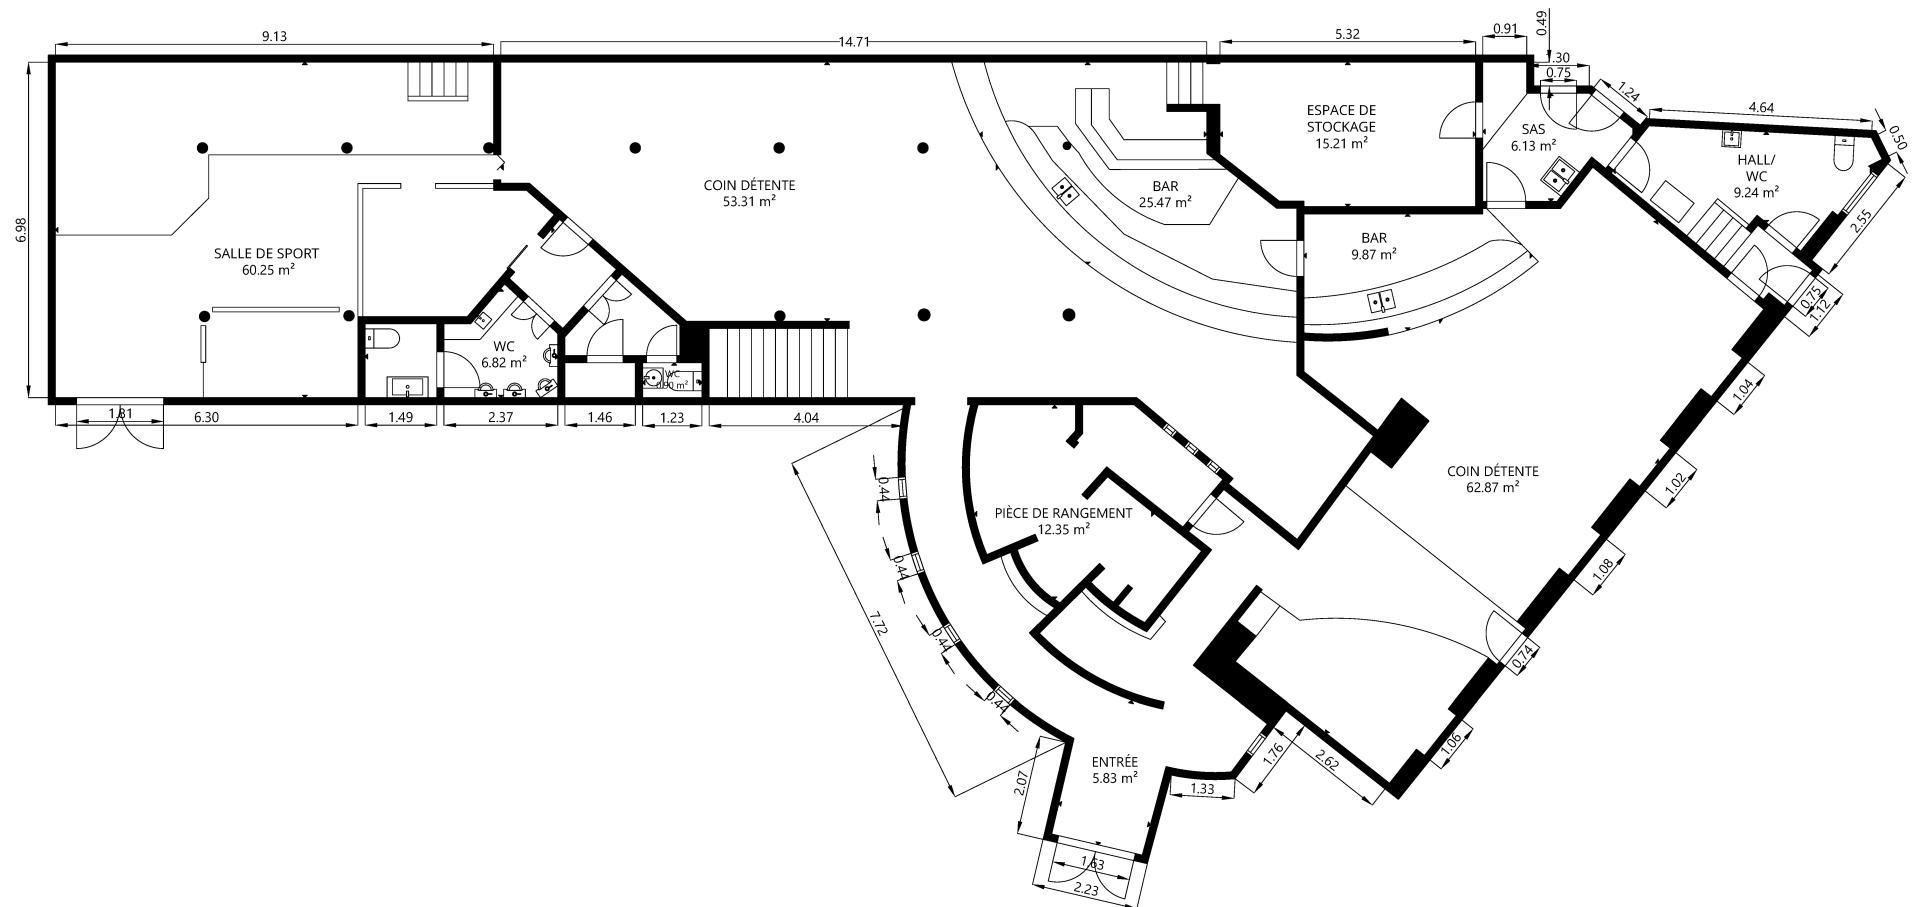 9.13
14.71
5.32
0.91
0.49
1.30
0.75
1.24
4.64
0.50
6.98
ESPACE DE
STOCKAGE
15.21 m²
SAS
6.13 m²
HALL/
WC
9.24 m²
2.55
COIN DÉTENTE
53.31 m²
BAR
25.47 m²
BAR
9.87 m²
SALLE DE SPORT
60.25 m²
0.75
1.12
WC
6.82 m²
WC
0.90 m²
1.04
1.81
6.30
1.49
2.37
1.46
1.23
4.04
COIN DÉTENTE
62.87 m²
1.02
0.44
PIÈCE DE RANGEMENT
12.35 m²
0.44
1.08
7.72
0.44
0.74
0.44
1.06
ENTRÉE
5.83 m²
2.07
1.33
1.76
2.62
1.63
2.23